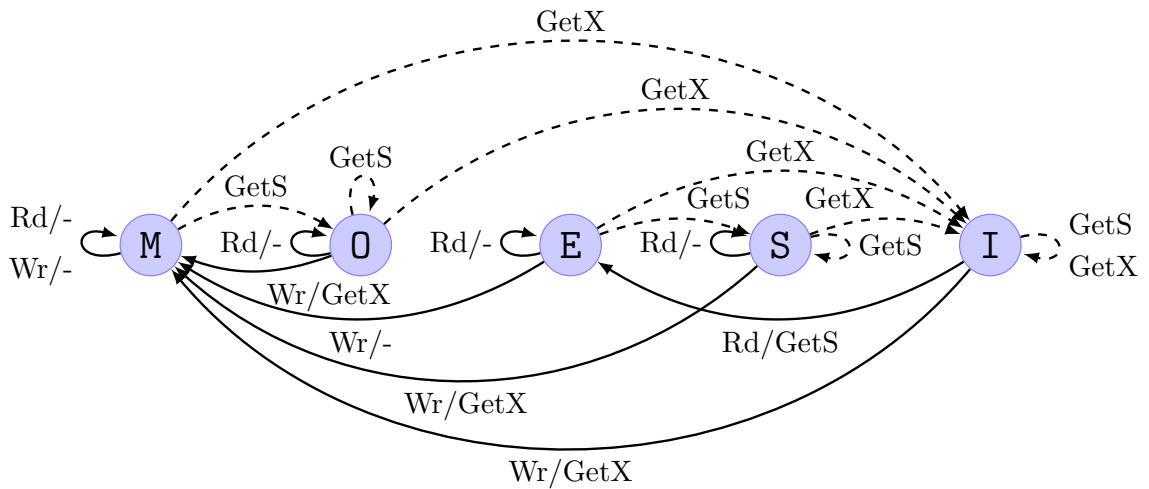 GetX
GetX
GetX
GetS
GetS
GetS
GetX
Rd/-
Wr/-
M
Rd/-
O
Rd/-
E
Rd/-
S
GetS
I
GetS
GetX
Wr/GetX
Wr/-
Rd/GetS
Wr/GetX
Wr/GetX